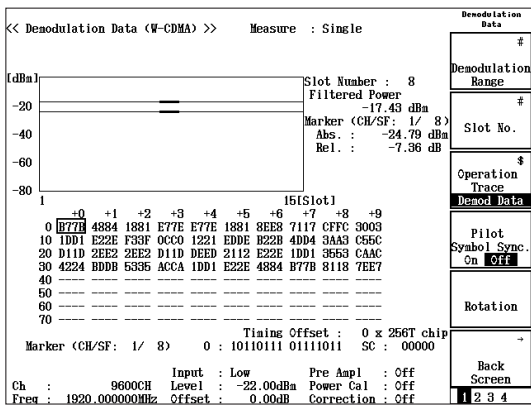 Demodulation
Data
<< Demodulation Data (W-CDMA) >> Measure : Single
#
Demodulation
Range
[dBm]
Slot Number : 8
Filtered Power
-17.43 dBm
Marker (CH/SF: 1/ 8)
Abs. : -24.79 dBm
Rel. : -7.36 dB
#
Slot No.
-20
-40
-60
-80
1 15[Slot]
$
Operation
Trace
Demod Data
+0 +1 +2 +3 +4 +5 +6 +7 +8 +9
0 B77B 4884 1881 E77E E77E 1881 8EE8 7117 CFFC 3003
10 1DD1 E22E F33F 0CC0 1221 EDDE B22B 4DD4 3AA3 C55C
20 D11D 2EE2 2EE2 D11D DEED 2112 E22E 1DD1 3553 CAAC
30 4224 BDDB 5335 ACCA 1DD1 E22E 4884 B77B 8118 7EE7
40 ---- ---- ---- ---- ---- ---- ---- ---- ---- ----
50 ---- ---- ---- ---- ---- ---- ---- ---- ---- ----
60 ---- ---- ---- ---- ---- ---- ---- ---- ---- ----
70 ---- ---- ---- ---- ---- ---- ---- ---- ---- ----
Pilot
Symbol Sync.
On Off
Rotation
Timing Offset : 0 x 256T chip
Marker (CH/SF: 1/ 8) 0 : 10110111 01111011 SC : 00000
Input : Low Pre Ampl : Off
Ch : 9600CH Level : -22.00dBm Power Cal : Off
Freq : 1920.000000MHz Offset : 0.00dB Correction : Off
→
Back
Screen
1 2 3 4